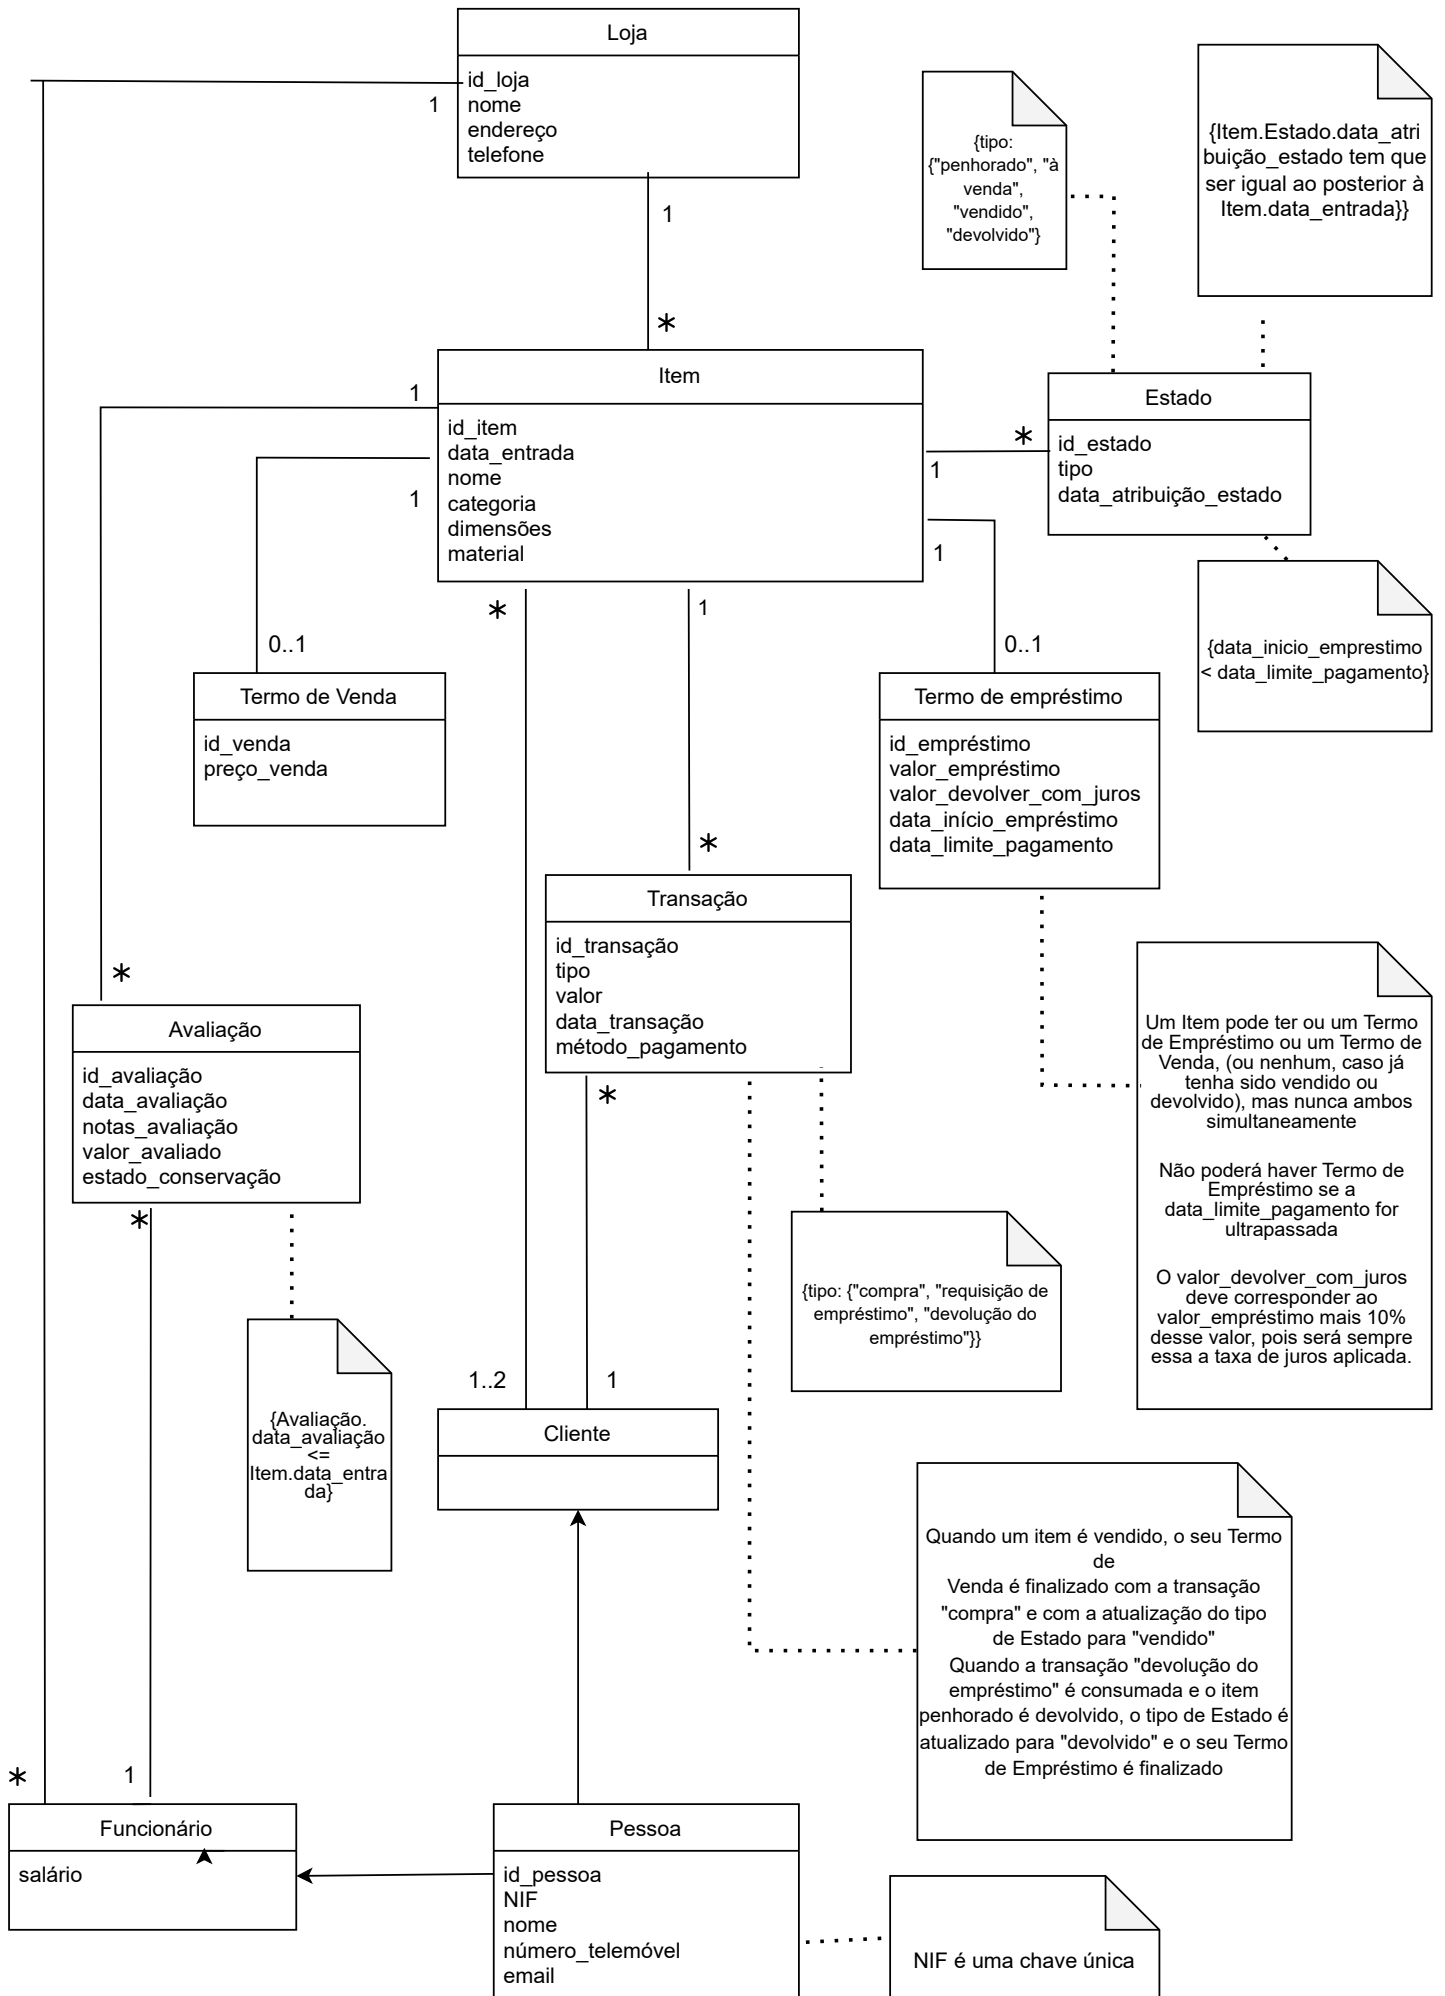 Loja
id_loja
nome
endereço
telefone
1
1
*
{tipo:
{"penhorado", "à
venda",
"vendido",
"devolvido"}
{Item.Estado.data_atri
buição_estado tem que
ser igual ao posterior à
Item.data_entrada}}
Item
id_item
data_entrada
nome
categoria
dimensões
material
1
1
1
*
1
*
1
Estado
id_estado
tipo
data_atribuição_estado
{data_inicio_emprestimo
< data_limite_pagamento}
0..1
0..1
Termo de Venda
id_venda
preço_venda
Termo de empréstimo
id_empréstimo
valor_empréstimo
valor_devolver_com_juros
data_início_empréstimo
data_limite_pagamento
*
Transação
id_transação
tipo
valor
data_transação
método_pagamento
*
*
Avaliação
id_avaliação
data_avaliação
notas_avaliação
valor_avaliado
estado_conservação
*
Um Item pode ter ou um Termo
de Empréstimo ou um Termo de
Venda, (ou nenhum, caso já
tenha sido vendido ou
devolvido), mas nunca ambos
simultaneamente
Não poderá haver Termo de
Empréstimo se a
data_limite_pagamento for
ultrapassada
O valor_devolver_com_juros
deve corresponder ao
valor_empréstimo mais 10%
desse valor, pois será sempre
essa a taxa de juros aplicada.
{tipo: {"compra", "requisição de
empréstimo", "devolução do
empréstimo"}}
{Avaliação.
data_avaliação
<=
Item.data_entra
da}
1..2
1
Cliente
Quando um item é vendido, o seu Termo
de
Venda é finalizado com a transação
"compra" e com a atualização do tipo
de Estado para "vendido"
Quando a transação "devolução do
empréstimo" é consumada e o item
penhorado é devolvido, o tipo de Estado é
atualizado para "devolvido" e o seu Termo
de Empréstimo é finalizado
*
1
Funcionário
salário
Pessoa
id_pessoa
NIF
nome
número_telemóvel
email
NIF é uma chave única